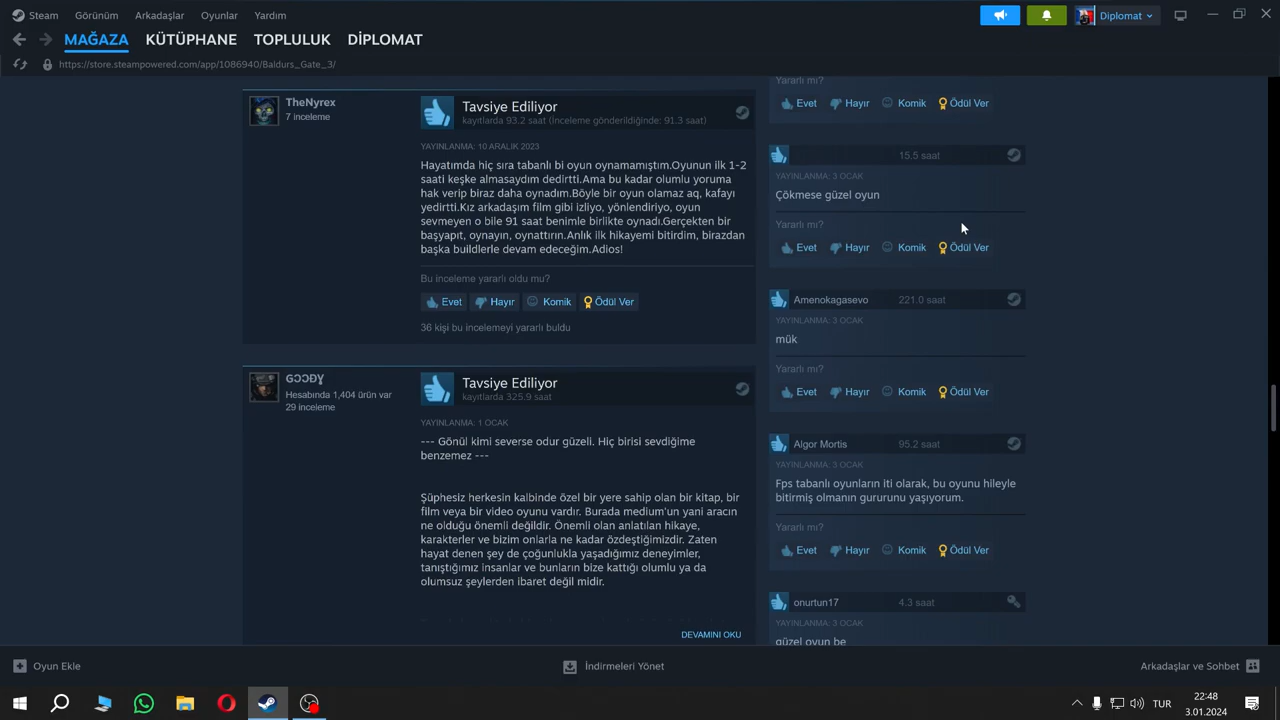 Steam Görünüm Arkadaşlar Oyunlar Yardım
Diplomat
MAĞAZA KÜTÜPHANE TOPLULUK DİPLOMAT
https://store.steampowered.com/app/1086940/Baldurs_Gate_3/
TheNyrex
7 inceleme
Tavsiye Ediliyor
kayıtlarda 93.2 saat (İnceleme gönderildiğinde: 91.3 saat)
YAYINLANMA: 10 ARALIK 2023
Hayatımda hiç sıra tabanlı bi oyun oynamamıştım.Oyunun ilk 1-2
saati keşke almasaydım dedirtti.Ama bu kadar olumlu yoruma
hak verip biraz daha oynadım.Böyle bir oyun olamaz aq, kafayı
yedirtti.Kız arkadaşım film gibi izliyo, yönlendiriyo, oyun
sevmeyen o bile 91 saat benimle birlikte oynadı.Gerçekten bir
başyapıt, oynayın, oynattırın.Anlık ilk hikayemi bitirdim, birazdan
başka buildlerle devam edeceğim.Adios!
Bu inceleme yararlı oldu mu?
Evet Hayır Komik Ödül Ver
36 kişi bu incelemeyi yararlı buldu
GƆƆĐƔ
Hesabında 1,404 ürün var
29 inceleme
Tavsiye Ediliyor
kayıtlarda 325.9 saat
YAYINLANMA: 1 OCAK
--- Gönül kimi severse odur güzeli. Hiç birisi sevdiğime
benzemez ---
Şüphesiz herkesin kalbinde özel bir yere sahip olan bir kitap, bir
film veya bir video oyunu vardır. Burada medium'un yani aracın
ne olduğu önemli değildir. Önemli olan anlatılan hikaye,
karakterler ve bizim onlarla ne kadar özdeştiğimizdir. Zaten
hayat denen şey de çoğunlukla yaşadığımız deneyimler,
tanıştığımız insanlar ve bunların bize kattığı olumlu ya da
olumsuz şeylerden ibaret değil midir.
DEVAMINI OKU
Yararlı mı?
Evet Hayır Komik Ödül Ver
15.5 saat
YAYINLANMA: 3 OCAK
Çökmese güzel oyun
Yararlı mı?
Evet Hayır Komik Ödül Ver
Amenokagasevo 221.0 saat
YAYINLANMA: 3 OCAK
mük
Yararlı mı?
Evet Hayır Komik Ödül Ver
Algor Mortis 95.2 saat
YAYINLANMA: 3 OCAK
Fps tabanlı oyunların iti olarak, bu oyunu hileyle
bitirmiş olmanın gururunu yaşıyorum.
Yararlı mı?
Evet Hayır Komik Ödül Ver
onurtun17 4.3 saat
YAYINLANMA: 3 OCAK
güzel oyun be
Oyun Ekle İndirmeleri Yönet Arkadaşlar ve Sohbet
TUR
22:48
3.01.2024